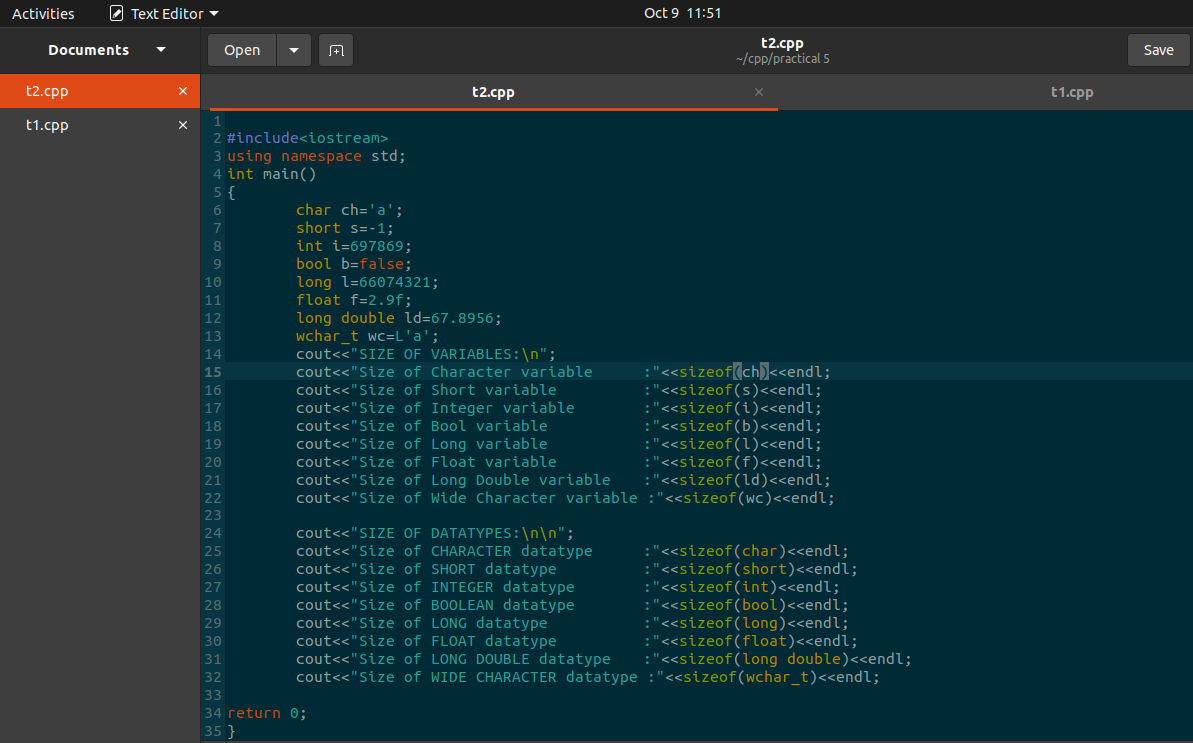 Activities Text Editor Oct 9 11:51
Documents Open t2.cpp Save
~/cpp/practical 5
t2.cpp × t2.cpp × t1.cpp
t1.cpp ×
1
2 #include<iostream>
3 using namespace std;
4 int main()
5 {
6         char ch='a';
7         short s=-1;
8         int i=697869;
9         bool b=false;
10         long l=66074321;
11         float f=2.9f;
12         long double ld=67.8956;
13         wchar_t wc=L'a';
14         cout<<"SIZE OF VARIABLES:\n";
15         cout<<"Size of Character variable      :"<<sizeof(ch)<<endl;
16         cout<<"Size of Short variable          :"<<sizeof(s)<<endl;
17         cout<<"Size of Integer variable        :"<<sizeof(i)<<endl;
18         cout<<"Size of Bool variable           :"<<sizeof(b)<<endl;
19         cout<<"Size of Long variable           :"<<sizeof(l)<<endl;
20         cout<<"Size of Float variable          :"<<sizeof(f)<<endl;
21         cout<<"Size of Long Double variable    :"<<sizeof(ld)<<endl;
22         cout<<"Size of Wide Character variable :"<<sizeof(wc)<<endl;
23
24         cout<<"SIZE OF DATATYPES:\n\n";
25         cout<<"Size of CHARACTER datatype      :"<<sizeof(char)<<endl;
26         cout<<"Size of SHORT datatype          :"<<sizeof(short)<<endl;
27         cout<<"Size of INTEGER datatype        :"<<sizeof(int)<<endl;
28         cout<<"Size of BOOLEAN datatype        :"<<sizeof(bool)<<endl;
29         cout<<"Size of LONG datatype           :"<<sizeof(long)<<endl;
30         cout<<"Size of FLOAT datatype          :"<<sizeof(float)<<endl;
31         cout<<"Size of LONG DOUBLE datatype    :"<<sizeof(long double)<<endl;
32         cout<<"Size of WIDE CHARACTER datatype :"<<sizeof(wchar_t)<<endl;
33
34 return 0;
35 }